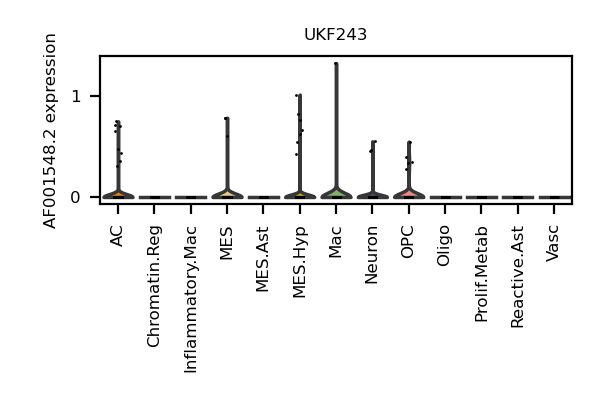 UKF243
AF001548.2 expression
1
0
AC
Chromatin.Reg
Inflammatory.Mac
MES
MES.Ast
MES.Hyp
Mac
Neuron
OPC
Oligo
Prolif.Metab
Reactive.Ast
Vasc